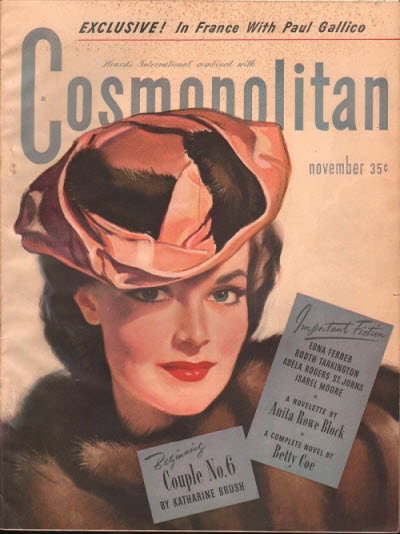 EXCLUSIVE! In France With Paul Gallico
Hearst's International combined with
Cosmopolitan
november 35¢
Important Fiction
EDNA FERBER
BOOTH TARKINGTON
ADELA ROGERS ST. JOHNS
ISABEL MOORE
A NOVELETTE BY
Anita Rowe Block
A COMPLETE NOVEL BY
Betty Coe
Beginning
Couple No. 6
BY KATHARINE BRUSH